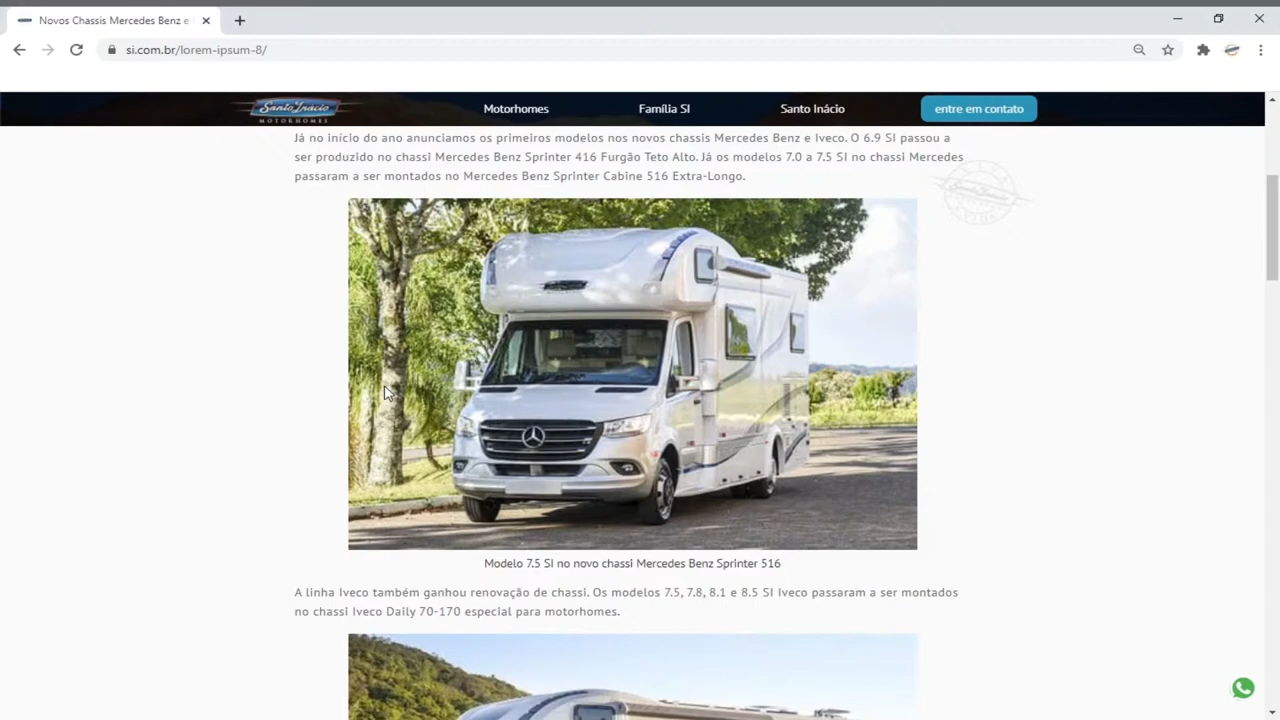 Novos Chassis Mercedes Benz e
si.com.br/lorem-ipsum-8/
Santo Inácio
MOTORHOMES
Motorhomes
Família SI
Santo Inácio
entre em contato
Já no início do ano anunciamos os primeiros modelos nos novos chassis Mercedes Benz e Iveco. O 6.9 SI passou a
ser produzido no chassi Mercedes Benz Sprinter 416 Furgão Teto Alto. Já os modelos 7.0 a 7.5 SI no chassi Mercedes
passaram a ser montados no Mercedes Benz Sprinter Cabine 516 Extra-Longo.
Modelo 7.5 SI no novo chassi Mercedes Benz Sprinter 516
A linha Iveco também ganhou renovação de chassi. Os modelos 7.5, 7.8, 8.1 e 8.5 SI Iveco passaram a ser montados
no chassi Iveco Daily 70-170 especial para motorhomes.